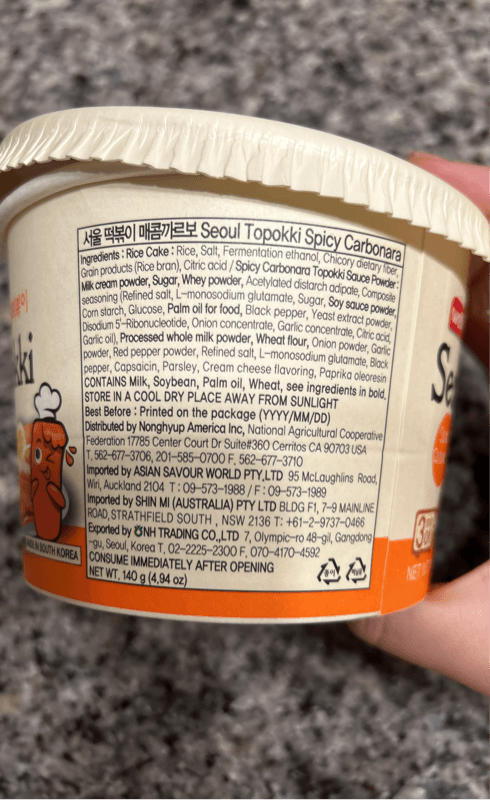 서울 떡볶이 매콤까르보 Seoul Topokki Spicy Carbonara
Ingredients : Rice Cake : Rice, Salt, Fermentation ethanol, Chicory dietary fiber,
Grain products (Rice bran), Citric acid / Spicy Carbonara Topokki Sauce Powder :
Milk cream powder, Sugar, Whey powder, Acetylated distarch adipate, Composite
seasoning (Refined salt, L-monosodium glutamate, Sugar, Soy sauce powder,
Corn starch, Glucose, Palm oil for food, Black pepper, Yeast extract powder,
Disodium 5'-Ribonucleotide, Onion concentrate, Garlic concentrate, Citric acid,
Garlic oil), Processed whole milk powder, Wheat flour, Onion powder, Garlic
powder, Red pepper powder, Refined salt, L-monosodium glutamate, Black
pepper, Capsaicin, Parsley, Cream cheese flavoring, Paprika oleoresin
CONTAINS Milk, Soybean, Palm oil, Wheat, see ingredients in bold.
STORE IN A COOL DRY PLACE AWAY FROM SUNLIGHT
Best Before : Printed on the package (YYYY/MM/DD)
Distributed by Nonghyup America Inc, National Agricultural Cooperative
Federation 17785 Center Court Dr Suite#360 Cerritos CA 90703 USA
T, 562-677-3706, 201-585-0700 F, 562-677-3710
Imported by ASIAN SAVOUR WORLD PTY,LTD 95 McLaughlins Road,
Wiri, Auckland 2104 T : 09-573-1988 / F : 09-573-1989
Imported by SHIN MI (AUSTRALIA) PTY LTD BLDG F1, 7-9 MAINLINE
ROAD, STRATHFIELD SOUTH , NSW 2136 T: +61-2-9737-0466
Exported by NH TRADING CO.,LTD 7, Olympic-ro 48-gil, Gangdong
-gu, Seoul, Korea T, 02-2225-2300 F, 070-4170-4592
CONSUME IMMEDIATELY AFTER OPENING
NET WT. 140 g (4.94 oz)
종이
ki
IN SOUTH KOREA
Se
3
NET